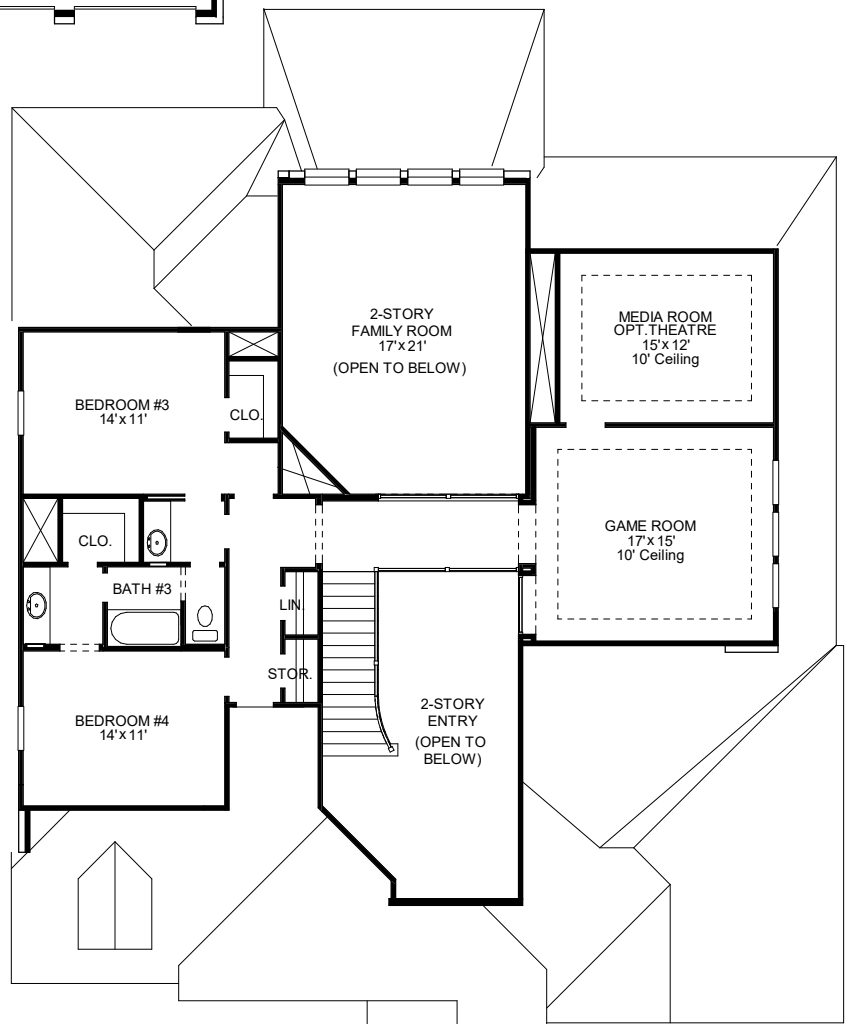 2-STORY
FAMILY ROOM
17' x 21'
(OPEN TO BELOW)
MEDIA ROOM
OPT.THEATRE
15' x 12'
10' Ceiling
BEDROOM #3
14' x 11'
CLO.
GAME ROOM
17' x 15'
10' Ceiling
CLO.
BATH #3
LIN.
STOR.
BEDROOM #4
14' x 11'
2-STORY
ENTRY
(OPEN TO
BELOW)